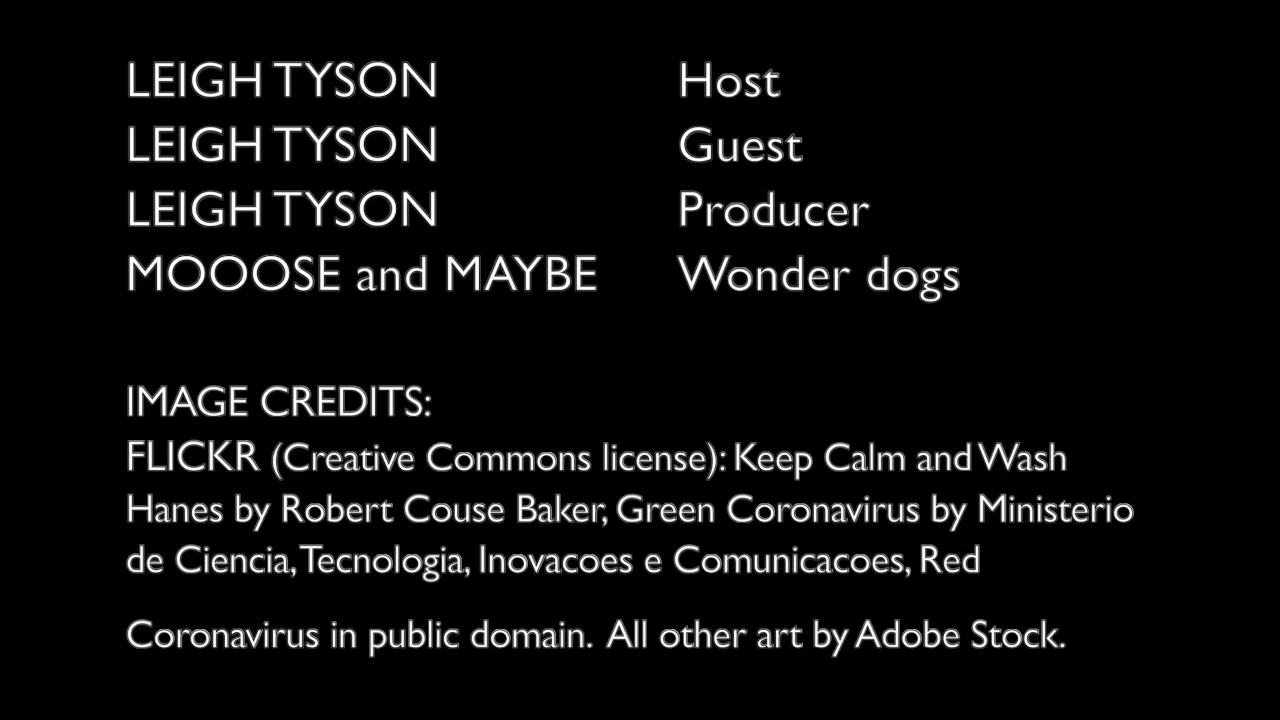 LEIGH TYSON Host
LEIGH TYSON Guest
LEIGH TYSON Producer
MOOOSE and MAYBE Wonder dogs
IMAGE CREDITS:
FLICKR (Creative Commons license): Keep Calm and Wash
Hanes by Robert Couse Baker, Green Coronavirus by Ministerio
de Ciencia, Tecnologia, Inovacoes e Comunicacoes, Red
Coronavirus in public domain. All other art by Adobe Stock.